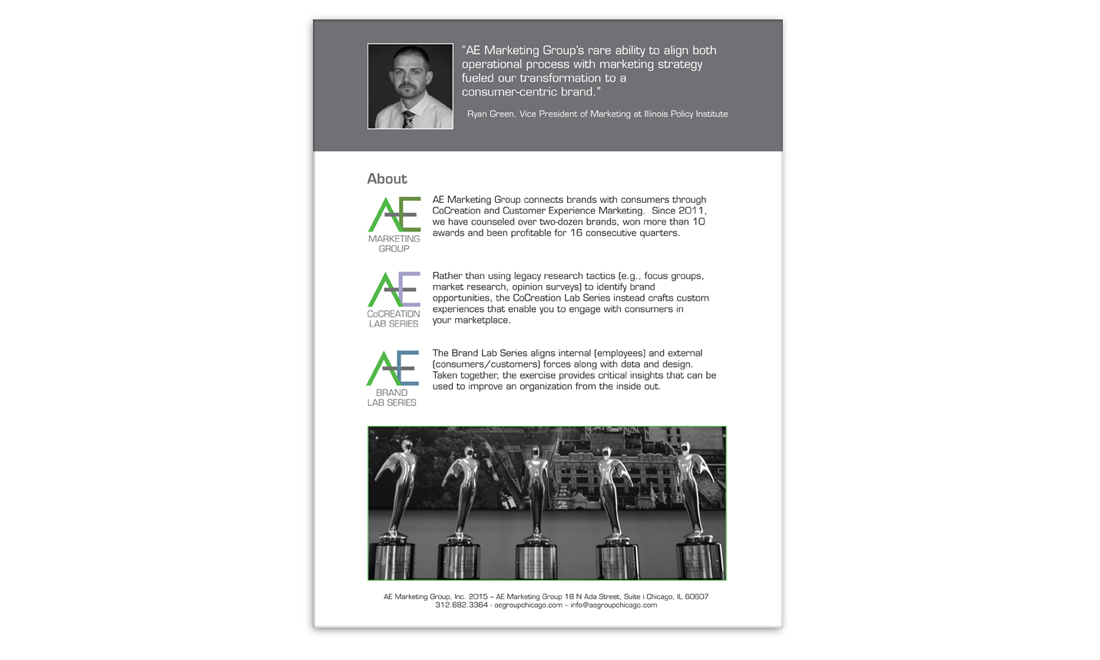 “AE Marketing Group’s rare ability to align both
operational process with marketing strategy
fueled our transformation to a
consumer-centric brand.”
Ryan Green, Vice President of Marketing at Illinois Policy Institute
About
AE
MARKETING
GROUP
AE Marketing Group connects brands with consumers through
CoCreation and Customer Experience Marketing.  Since 2011,
we have counseled over two-dozen brands, won more than 10
awards and been profitable for 16 consecutive quarters.
AE
CoCREATION
LAB SERIES
Rather than using legacy research tactics (e.g., focus groups,
market research, opinion surveys) to identify brand
opportunities, the CoCreation Lab Series instead crafts custom
experiences that enable you to engage with consumers in
your marketplace.
AE
BRAND
LAB SERIES
The Brand Lab Series aligns internal (employees) and external
(consumers/customers) forces along with data and design.
Taken together, the exercise provides critical insights that can be
used to improve an organization from the inside out.
AE Marketing Group, Inc. 2015 – AE Marketing Group 18 N Ada Street, Suite i Chicago, IL 60607
312.882.3364 - aegroupchicago.com – info@aegroupchicago.com